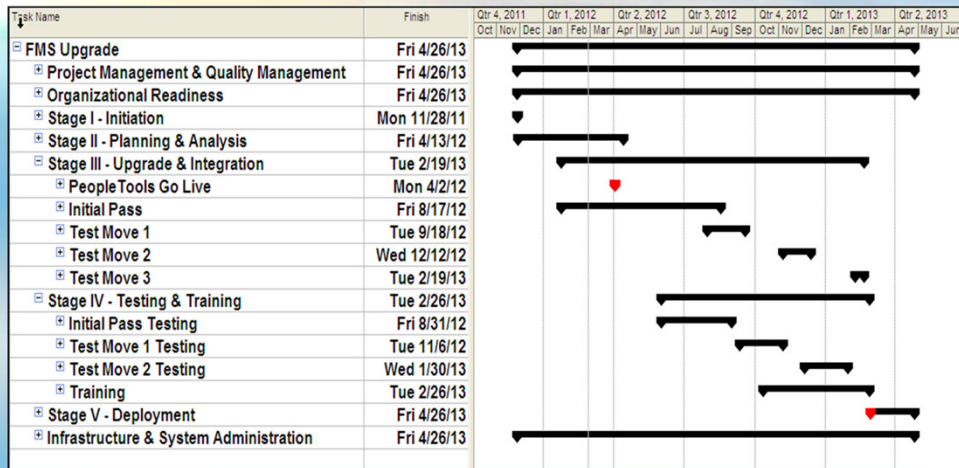 Task Name Finish Qtr 4, 2011 Qtr 1, 2012 Qtr 2, 2012 Qtr 3, 2012 Qtr 4, 2012 Qtr 1, 2013 Qtr 2, 2013
Oct Nov Dec Jan Feb Mar Apr May Jun Jul Aug Sep Oct Nov Dec Jan Feb Mar Apr May Jun
FMS Upgrade Fri 4/26/13
Project Management & Quality Management Fri 4/26/13
Organizational Readiness Fri 4/26/13
Stage I - Initiation Mon 11/28/11
Stage II - Planning & Analysis Fri 4/13/12
Stage III - Upgrade & Integration Tue 2/19/13
PeopleTools Go Live Mon 4/2/12
Initial Pass Fri 8/17/12
Test Move 1 Tue 9/18/12
Test Move 2 Wed 12/12/12
Test Move 3 Tue 2/19/13
Stage IV - Testing & Training Tue 2/26/13
Initial Pass Testing Fri 8/31/12
Test Move 1 Testing Tue 11/6/12
Test Move 2 Testing Wed 1/30/13
Training Tue 2/26/13
Stage V - Deployment Fri 4/26/13
Infrastructure & System Administration Fri 4/26/13